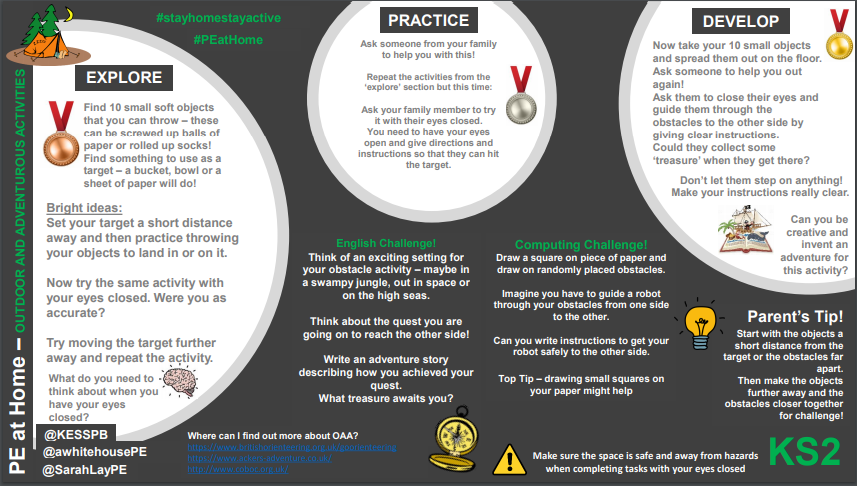 #stayhomestayactive
#PEatHome
PE at Home – OUTDOOR AND ADVENTUROUS ACTIVITIES
EXPLORE
Find 10 small soft objects
that you can throw – these
can be screwed up balls of
paper or rolled up socks!
Find something to use as a
target – a bucket, bowl or a
sheet of paper will do!
Bright ideas:
Set your target a short distance
away and then practice throwing
your objects to land in or on it.
Now try the same activity with
your eyes closed. Were you as
accurate?
Try moving the target further
away and repeat the activity.
What do you need to
think about when you
have your eyes
closed?
@KESSPB
@awhitehousePE
@SarahLayPE
PRACTICE
Ask someone from your family
to help you with this!
Repeat the activities from the
‘explore’ section but this time:
Ask your family member to try
it with their eyes closed.
You need to have your eyes
open and give directions and
instructions so that they can hit
the target.
DEVELOP
Now take your 10 small objects
and spread them out on the floor.
Ask someone to help you out
again!
Ask them to close their eyes and
guide them through the
obstacles to the other side by
giving clear instructions.
Could they collect some
‘treasure’ when they get there?
Don’t let them step on anything!
Make your instructions really clear.
Can you be
creative and
invent an
adventure for
this activity?
English Challenge!
Think of an exciting setting for
your obstacle activity – maybe in
a swampy jungle, out in space or
on the high seas.
Think about the quest you are
going on to reach the other side!
Write an adventure story
describing how you achieved your
quest.
What treasure awaits you?
Computing Challenge!
Draw a square on piece of paper and
draw on randomly placed obstacles.
Imagine you have to guide a robot
through your obstacles from one side
to the other.
Can you write instructions to get your
robot safely to the other side.
Top Tip – drawing small squares on
your paper might help
Parent’s Tip!
Start with the objects a
short distance from the
target or the obstacles far
apart.
Then make the objects
further away and the
obstacles closer together
for challenge!
Where can I find out more about OAA?
https://www.britishorienteering.org.uk/goorienteering
https://www.ackers-adventure.co.uk/
http://www.coboc.org.uk/
Make sure the space is safe and away from hazards
when completing tasks with your eyes closed
KS2